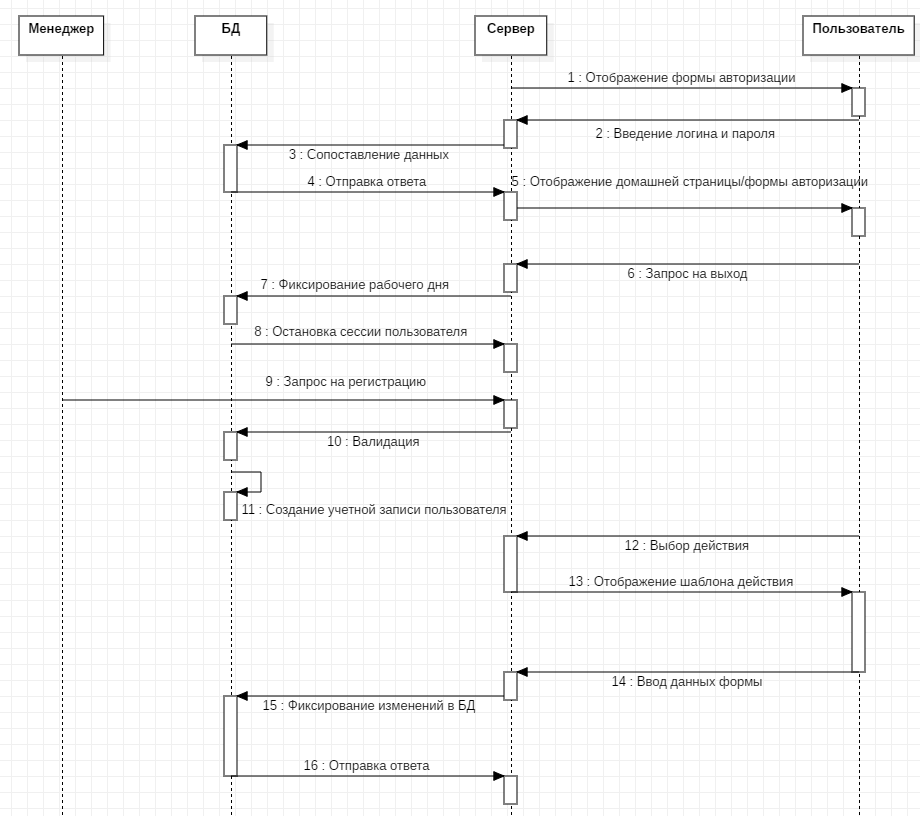 Менеджер
БД
Сервер
Пользователь
1 : Отображение формы авторизации
2 : Введение логина и пароля
3 : Сопоставление данных
4 : Отправка ответа
5 : Отображение домашней страницы/формы авторизации
6 : Запрос на выход
7 : Фиксирование рабочего дня
8 : Остановка сессии пользователя
9 : Запрос на регистрацию
10 : Валидация
11 : Создание учетной записи пользователя
12 : Выбор действия
13 : Отображение шаблона действия
14 : Ввод данных формы
15 : Фиксирование изменений в БД
16 : Отправка ответа